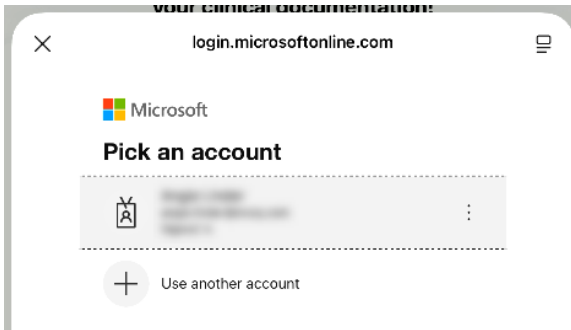 your clinical documentation!
login.microsoftonline.com
Microsoft
Pick an account
Use another account